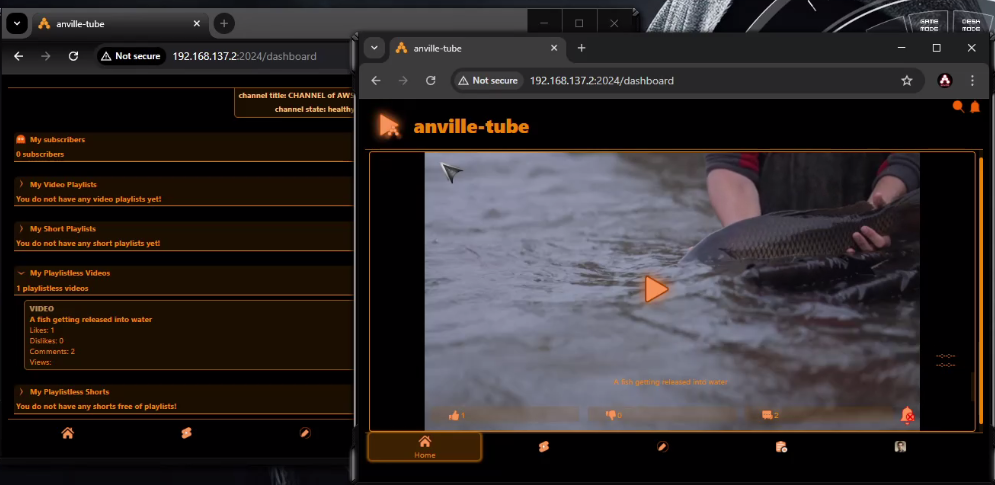 anville-tube
Not secure
192.168.137.2:2024/dashboard
channel title: CHANNEL of AWS
channel state: healthy
My subscribers
0 subscribers
My Video Playlists
You do not have any video playlists yet!
My Short Playlists
You do not have any short playlists yet!
My Playlistless Videos
1 playlistless videos
VIDEO
A fish getting released into water
Likes: 1
Dislikes: 0
Comments: 2
Views:
My Playlistless Shorts
You do not have any shorts free of playlists!
GAME MODE
DESK MODE
anville-tube
Not secure
192.168.137.2:2024/dashboard
anville-tube
A fish getting released into water
1
0
2
Home